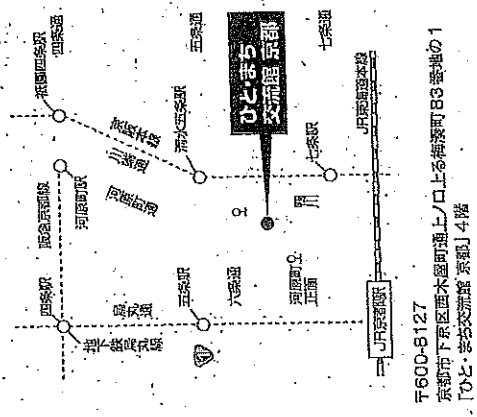 祇園四条駅
四条通
五条通
七条通
阪急京都線
河原町駅
京阪本線
川端通
河原町通
清水五条駅
ひと・まち
交流館 京都
七条駅
JR東海道本線
四条駅
烏丸通
地下鉄烏丸線
五条駅
六条通
河原町
正面
川
JR京都駅
〒600-8127
京都市下京区西木屋町通上ノ口上る梅湊町83番地の1
「ひと・まち交流館 京都」4階